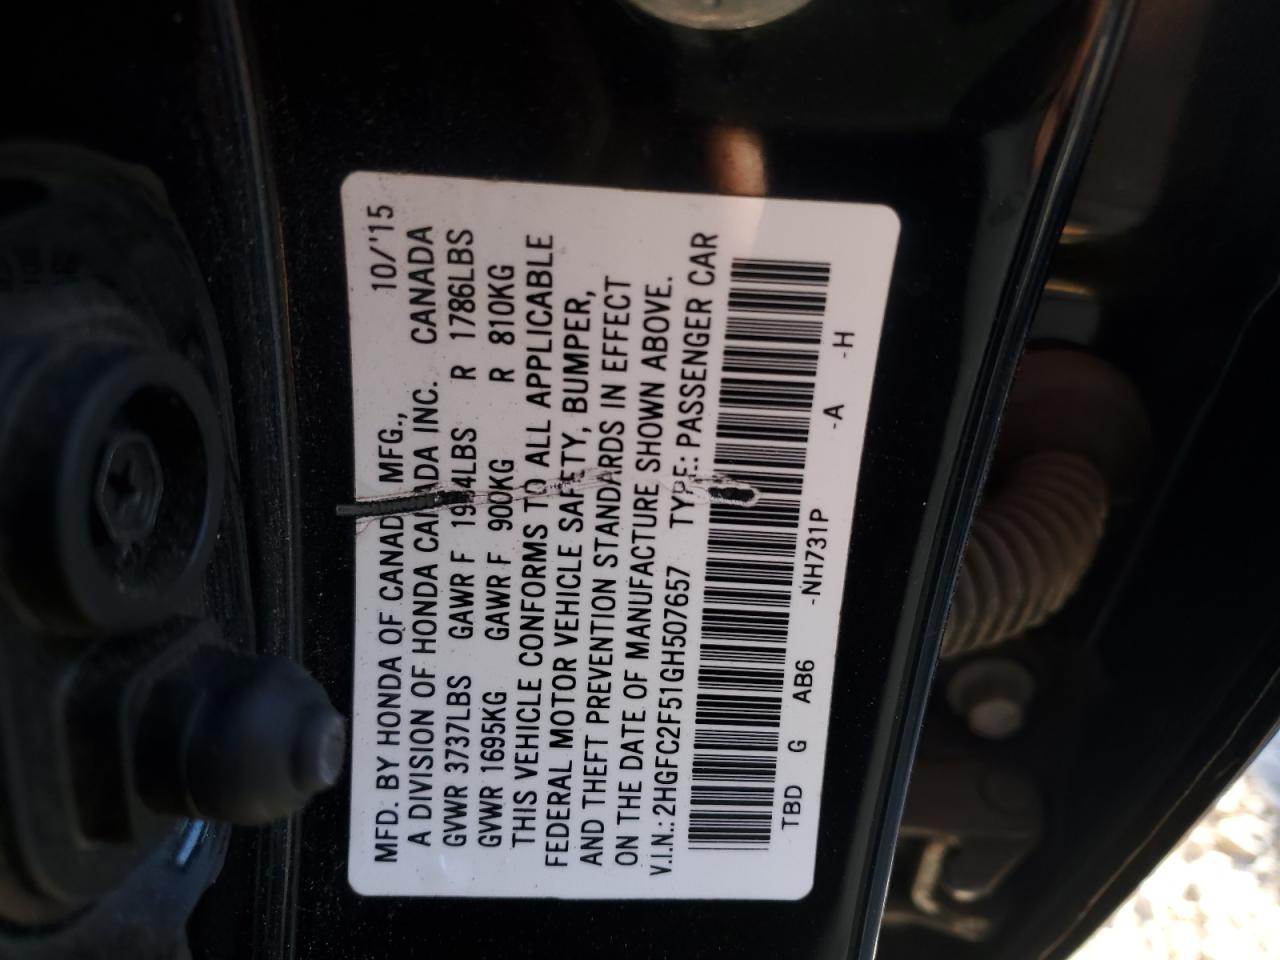 MFD. BY HONDA OF CANADA MFG., 10/'15
A DIVISION OF HONDA CANADA INC. CANADA
GVWR 3737LBS GAWR F 1984LBS R 1786LBS
GVWR 1695KG GAWR F 900KG R 810KG
THIS VEHICLE CONFORMS TO ALL APPLICABLE
FEDERAL MOTOR VEHICLE SAFETY, BUMPER,
AND THEFT PREVENTION STANDARDS IN EFFECT
ON THE DATE OF MANUFACTURE SHOWN ABOVE.
V.I.N.: 2HGFC2F51GH507657 TYPE: PASSENGER CAR
TBD G AB6 -NH731P -A -H